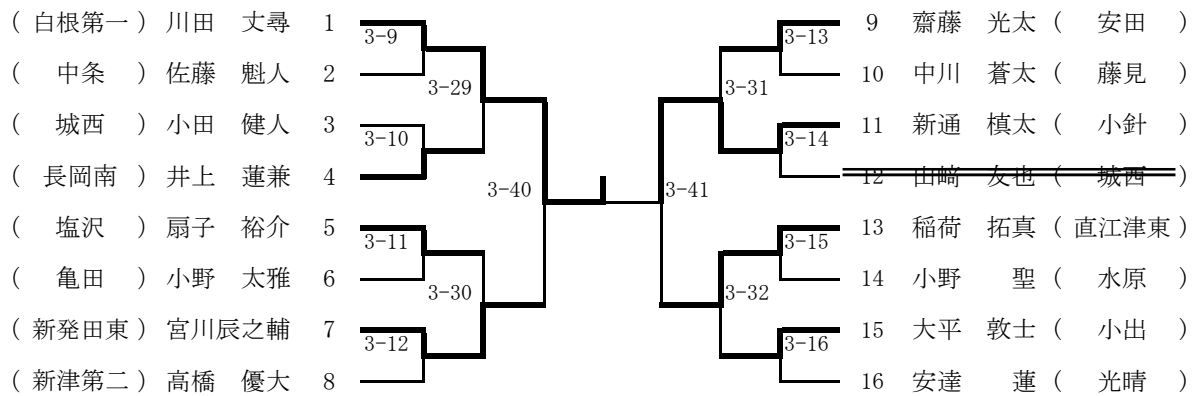 ( 白根第一 ) 川田　丈尋　1
3-9
(　中条　) 佐藤　魁人　2
3-29
(　城西　) 小田　健人　3
3-10
(　長岡南　) 井上　蓮兼　4
3-40
(　塩沢　) 扇子　裕介　5
3-11
(　亀田　) 小野　太雅　6
3-30
( 新発田東 ) 宮川辰之輔　7
3-12
( 新津第二 ) 高橋　優大　8
9　齋藤　光太 (　安田　)
3-13
10　中川　蒼太 (　藤見　)
3-31
11　新通　槙太 (　小針　)
3-14
12　山﨑　友也 (　城西　)
3-41
13　稲荷　拓真 ( 直江津東 )
3-15
14　小野　聖 (　水原　)
3-32
15　大平　敦士 (　小出　)
3-16
16　安達　蓮 (　光晴　)